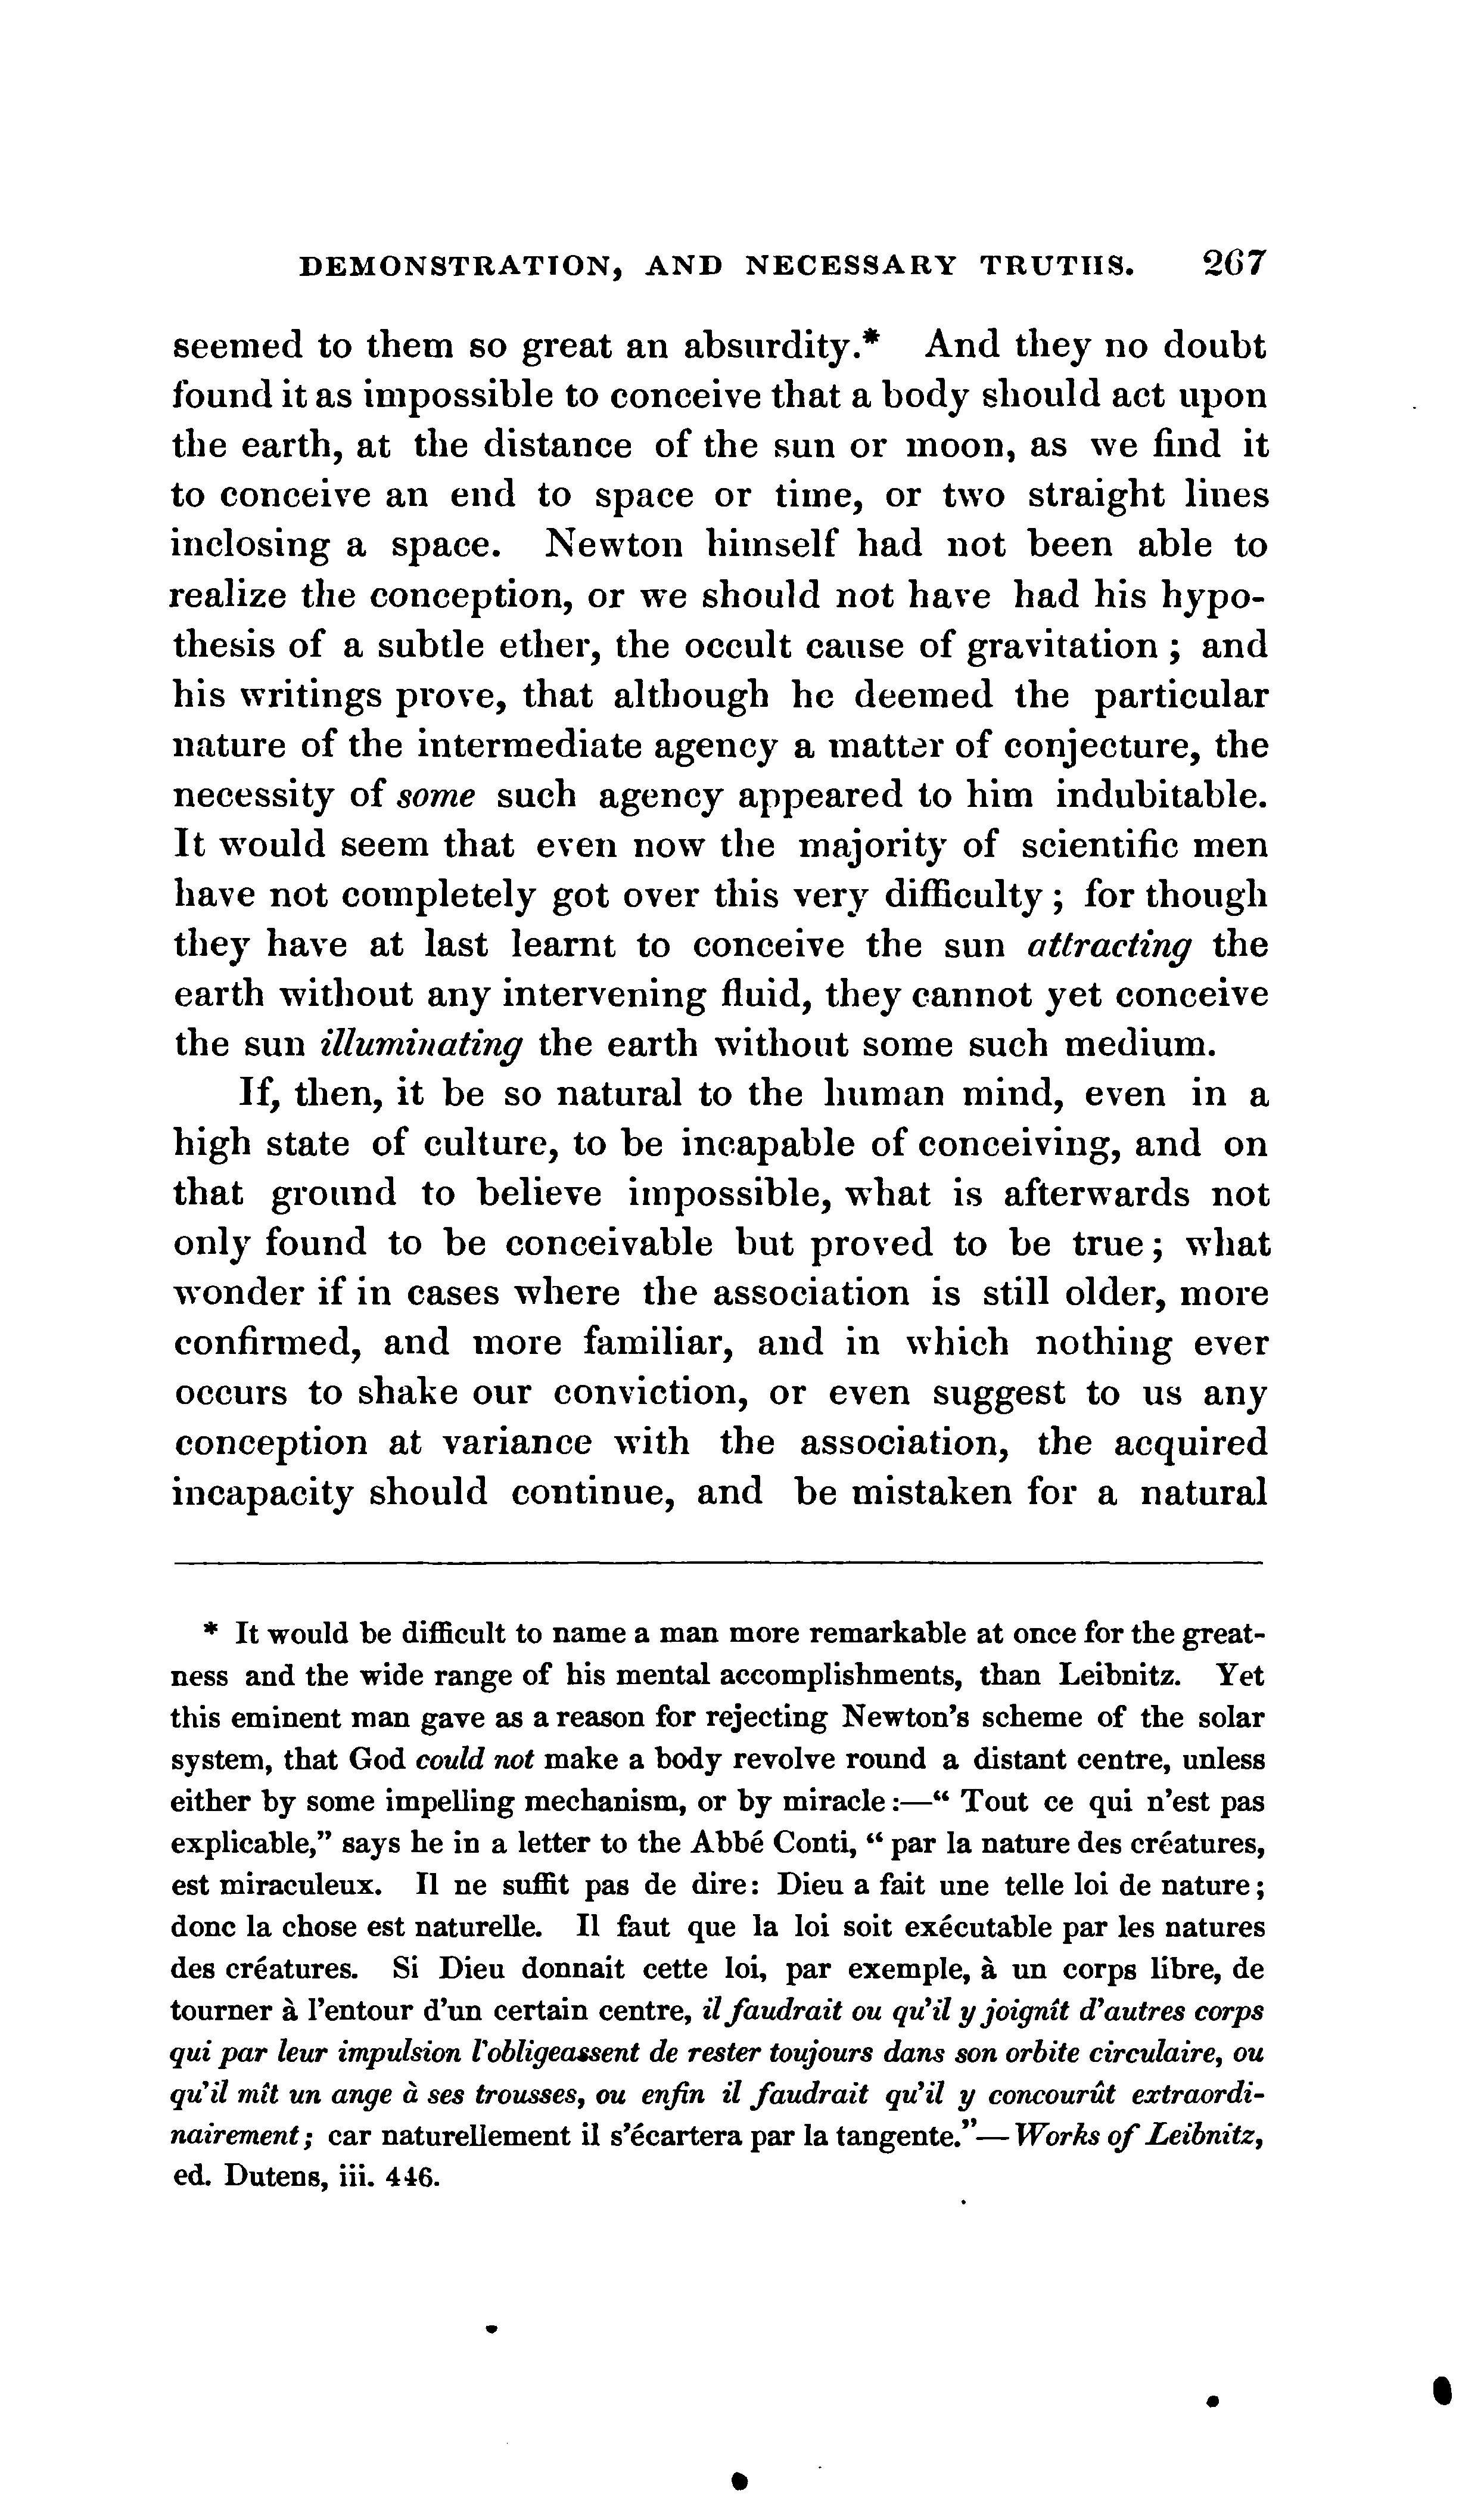 DEMONSTRATION, AND NECESSARY TRUTHS. 267
seemed to them so great an absurdity.* And they no doubt
found it as impossible to conceive that a body should act upon
the earth, at the distance of the sun or moon, as we find it
to conceive an end to space or time, or two straight lines
inclosing a space. Newton himself had not been able to
realize the conception, or we should not have had his hypo-
thesis of a subtle ether, the occult cause of gravitation ; and
his writings prove, that although he deemed the particular
nature of the intermediate agency a matter of conjecture, the
necessity of some such agency appeared to him indubitable.
It would seem that even now the majority of scientific men
have not completely got over this very difficulty ; for though
they have at last learnt to conceive the sun attracting the
earth without any intervening fluid, they cannot yet conceive
the sun illuminating the earth without some such medium.
If, then, it be so natural to the human mind, even in a
high state of culture, to be incapable of conceiving, and on
that ground to believe impossible, what is afterwards not
only found to be conceivable but proved to be true; what
wonder if in cases where the association is still older, more
confirmed, and more familiar, and in which nothing ever
occurs to shake our conviction, or even suggest to us any
conception at variance with the association, the acquired
incapacity should continue, and be mistaken for a natural
* It would be difficult to name a man more remarkable at once for the great-
ness and the wide range of his mental accomplishments, than Leibnitz. Yet
this eminent man gave as a reason for rejecting Newton's scheme of the solar
system, that God could not make a body revolve round a distant centre, unless
either by some impelling mechanism, or by miracle :—“ Tout ce qui n'est pas
explicable,” says he in a letter to the Abbé Conti, “ par la nature des créatures,
est miraculeux. Il ne suffit pas de dire: Dieu a fait une telle loi de nature;
donc la chose est naturelle. Il faut que la loi soit exécutable par les natures
des créatures. Si Dieu donnait cette loi, par exemple, à un corps libre, de
tourner à l'entour d'un certain centre, il faudrait ou qu'il y joignît d'autres corps
qui par leur impulsion l'obligeassent de rester toujours dans son orbite circulaire, ou
qu'il mît un ange à ses trousses, ou enfin il faudrait qu'il y concourût extraordi-
nairement; car naturellement il s'écartera par la tangente.”—Works of Leibnitz,
ed. Dutens, iii. 446.